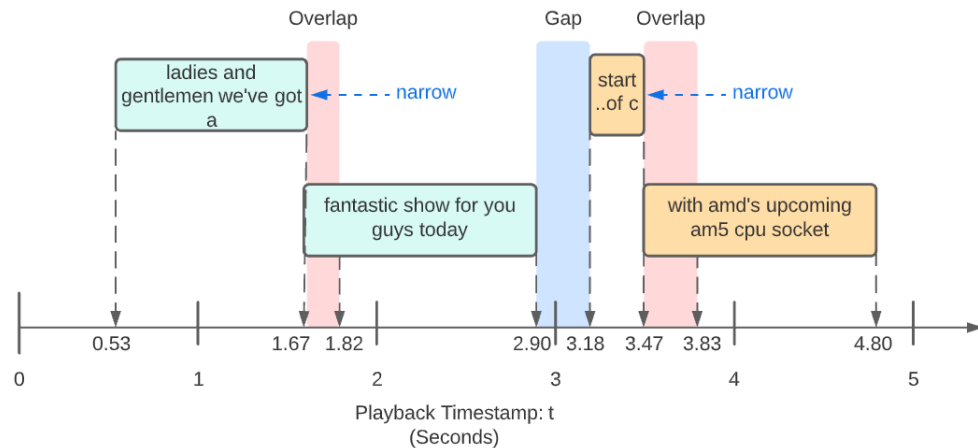 Overlap
Gap
Overlap
ladies and
gentlemen we've got
a
narrow
start
..of c
narrow
fantastic show for you
guys today
with amd's upcoming
am5 cpu socket
0.53
1.67
1.82
2.90
3.18
3.47
3.83
4.80
0
1
2
3
4
5
Playback Timestamp: t
(Seconds)